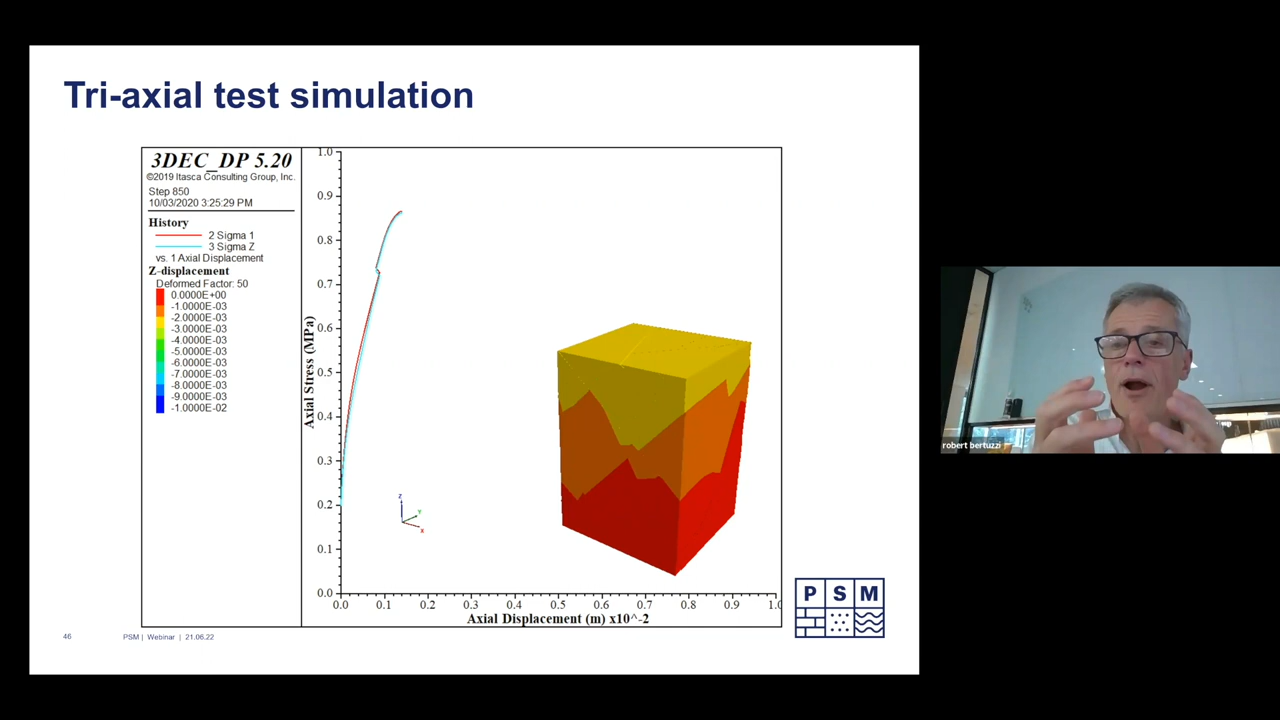 Tri-axial test simulation
3DEC_DP 5.20
©2019 Itasca Consulting Group, Inc.
Step 850
10/03/2020 3:25:29 PM
History
2 Sigma 1
3 Sigma Z
vs. 1 Axial Displacement
Z-displacement
Deformed Factor: 50
0.0000E+00
-1.0000E-03
-2.0000E-03
-3.0000E-03
-4.0000E-03
-5.0000E-03
-6.0000E-03
-7.0000E-03
-8.0000E-03
-9.0000E-03
-1.0000E-02
Axial Stress (MPa)
1.0
0.9
0.8
0.7
0.6
0.5
0.4
0.3
0.2
0.1
0.0
z
Y
x
0.0 0.1 0.2 0.3 0.4 0.5 0.6 0.7 0.8 0.9 1.0
Axial Displacement (m) x10^-2
P S M
46 PSM | Webinar | 21.06.22
robert bertuzzi